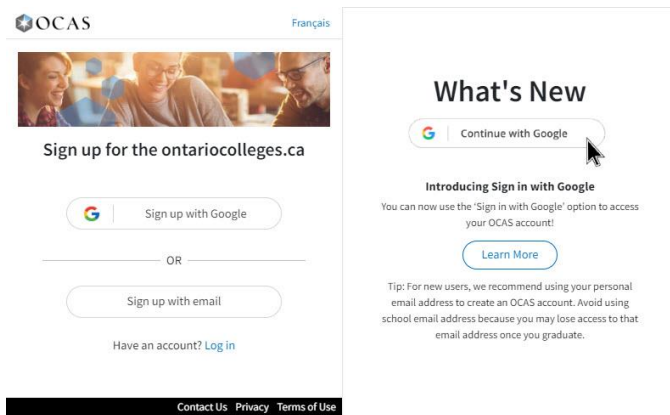 OCAS
Français
Sign up for the ontariocolleges.ca
Sign up with Google
OR
Sign up with email
Have an account? Log in
Contact Us Privacy Terms of Use
What's New
Continue with Google
Introducing Sign in with Google
You can now use the ‘Sign in with Google’ option to access
your OCAS account!
Learn More
Tip: For new users, we recommend using your personal
email address to create an OCAS account. Avoid using
school email address because you may lose access to that
email address once you graduate.